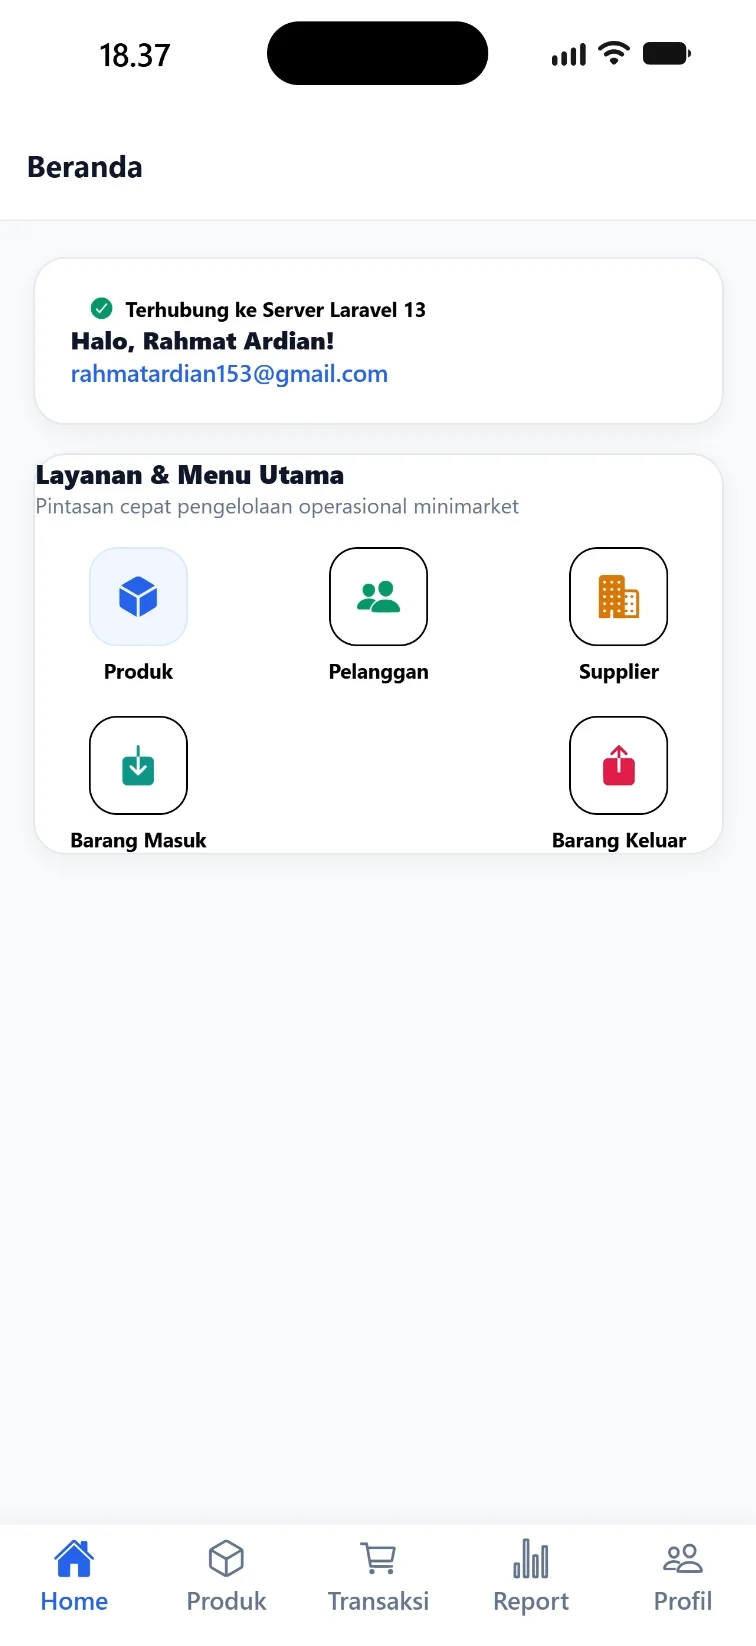 18.37
Beranda
Terhubung ke Server Laravel 13
Halo, Rahmat Ardian!
rahmatardian153@gmail.com
Layanan & Menu Utama
Pintasan cepat pengelolaan operasional minimarket
Produk Pelanggan Supplier
Barang Masuk Barang Keluar
Home Produk Transaksi Report Profil